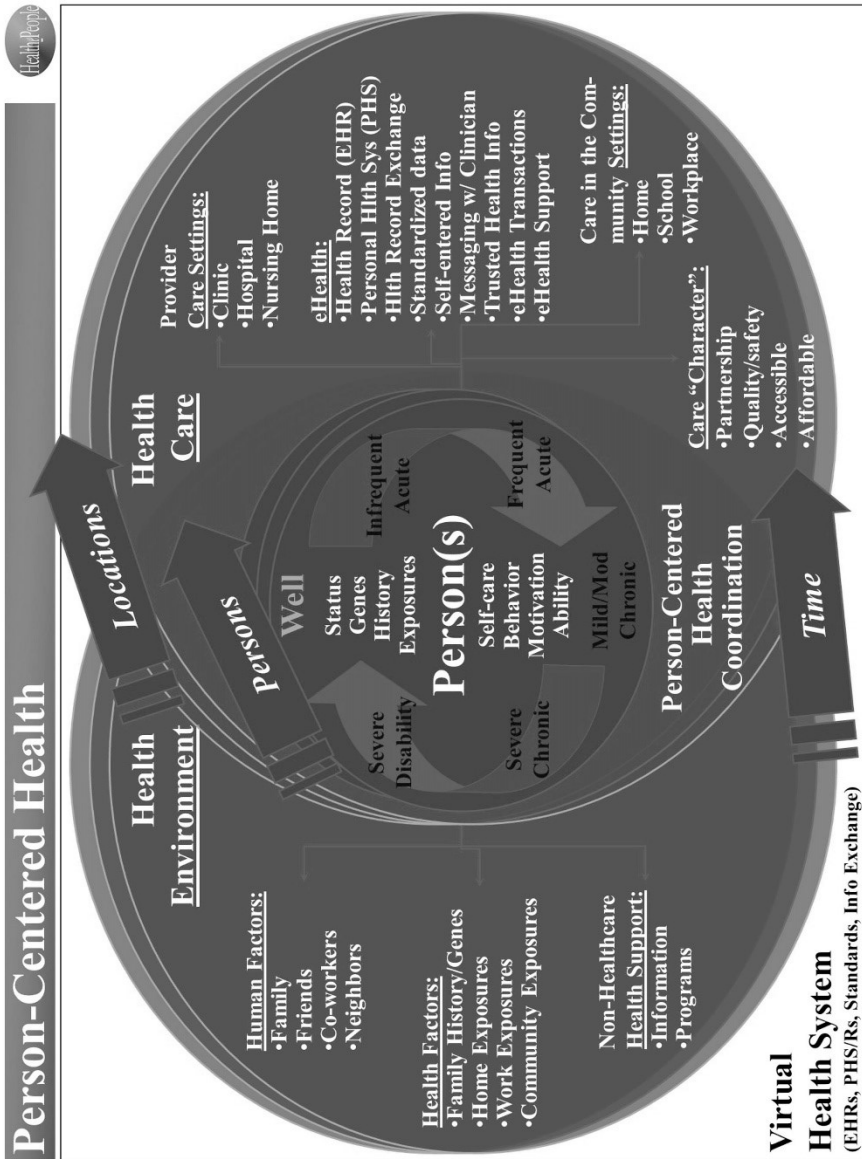 Person-Centered Health
HealthePeople
Locations
Persons
Time
Health
Environment
Human Factors:
•Family
•Friends
•Co-workers
•Neighbors
Health Factors:
•Family History/Genes
•Home Exposures
•Work Exposures
•Community Exposures
Non-Healthcare
Health Support:
•Information
•Programs
Well
Status
Genes
History
Exposures
Person(s)
Self-care
Behavior
Motivation
Ability
Infrequent
Acute
Frequent
Acute
Mild/Mod
Chronic
Severe
Chronic
Severe
Disability
Person-Centered
Health
Coordination
Health
Care
Provider
Care Settings:
•Clinic
•Hospital
•Nursing Home
eHealth:
•Health Record (EHR)
•Personal Hlth Sys (PHS)
•Hlth Record Exchange
•Standardized data
•Self-entered Info
•Messaging w/ Clinician
•Trusted Health Info
•eHealth Transactions
•eHealth Support
Care in the Com-
munity Settings:
•Home
•School
•Workplace
Care “Character”:
•Partnership
•Quality/safety
•Accessible
•Affordable
Virtual
Health System
(EHRs, PHS/Rs, Standards, Info Exchange)